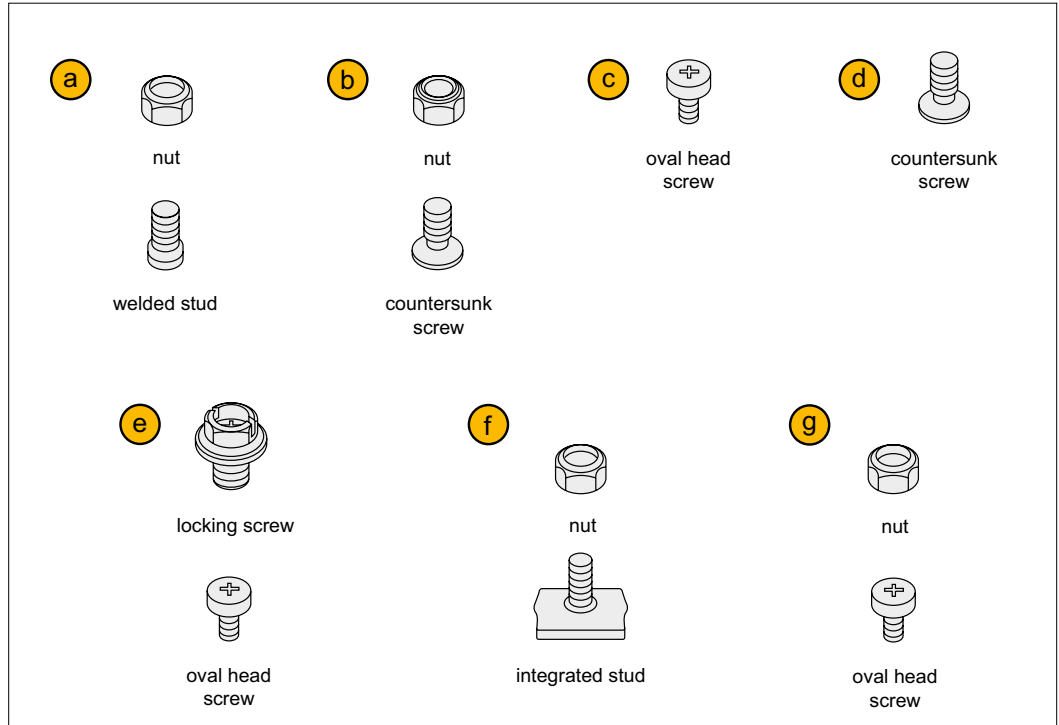 a
nut
welded stud
b
nut
countersunk
screw
c
oval head
screw
d
countersunk
screw
e
locking screw
oval head
screw
f
nut
integrated stud
g
nut
oval head
screw